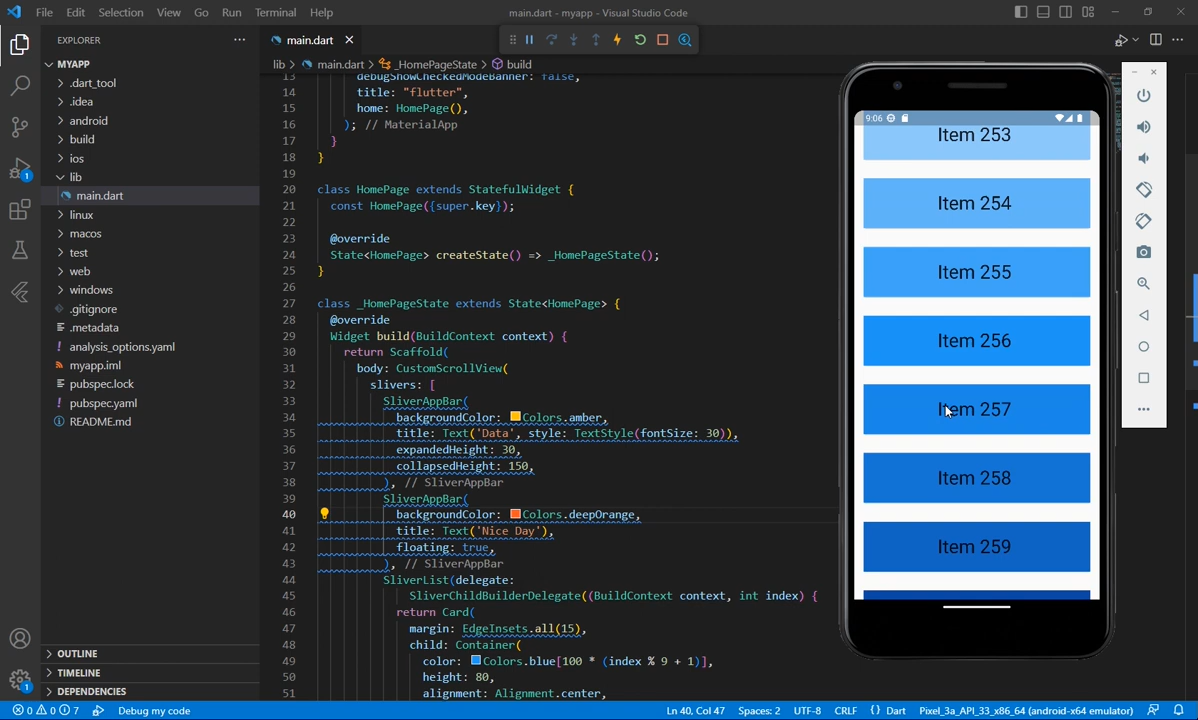 File Edit Selection View Go Run Terminal Help
main.dart - myapp - Visual Studio Code
EXPLORER
MYAPP
.dart_tool
.idea
android
build
ios
lib
main.dart
linux
macos
test
web
windows
.gitignore
.metadata
analysis_options.yaml
myapp.iml
pubspec.lock
pubspec.yaml
README.md
OUTLINE
TIMELINE
DEPENDENCIES
1
1
main.dart
lib > main.dart > _HomePageState > build
13 debugShowCheckedModeBanner: false,
14 title: "flutter",
15 home: HomePage(),
16 ); // MaterialApp
17 }
18 }
19
20 class HomePage extends StatefulWidget {
21 const HomePage({super.key});
22
23 @override
24 State<HomePage> createState() => _HomePageState();
25 }
26
27 class _HomePageState extends State<HomePage> {
28 @override
29 Widget build(BuildContext context) {
30 return Scaffold(
31 body: CustomScrollView(
32 slivers: [
33 SliverAppBar(
34 backgroundColor: Colors.amber,
35 title: Text('Data', style: TextStyle(fontSize: 30)),
36 expandedHeight: 30,
37 collapsedHeight: 150,
38 ), // SliverAppBar
39 SliverAppBar(
40 backgroundColor: Colors.deepOrange,
41 title: Text('Nice Day'),
42 floating: true,
43 ), // SliverAppBar
44 SliverList(delegate:
45 SliverChildBuilderDelegate((BuildContext context, int index) {
46 return Card(
47 margin: EdgeInsets.all(15),
48 child: Container(
49 color: Colors.blue[100 * (index % 9 + 1)],
50 height: 80,
51 alignment: Alignment.center,
9:06
Item 253
Item 254
Item 255
Item 256
Item 257
Item 258
Item 259
0 0 7 Debug my code
Ln 40, Col 47 Spaces: 2 UTF-8 CRLF {} Dart Pixel_3a_API_33_x86_64 (android-x64 emulator)